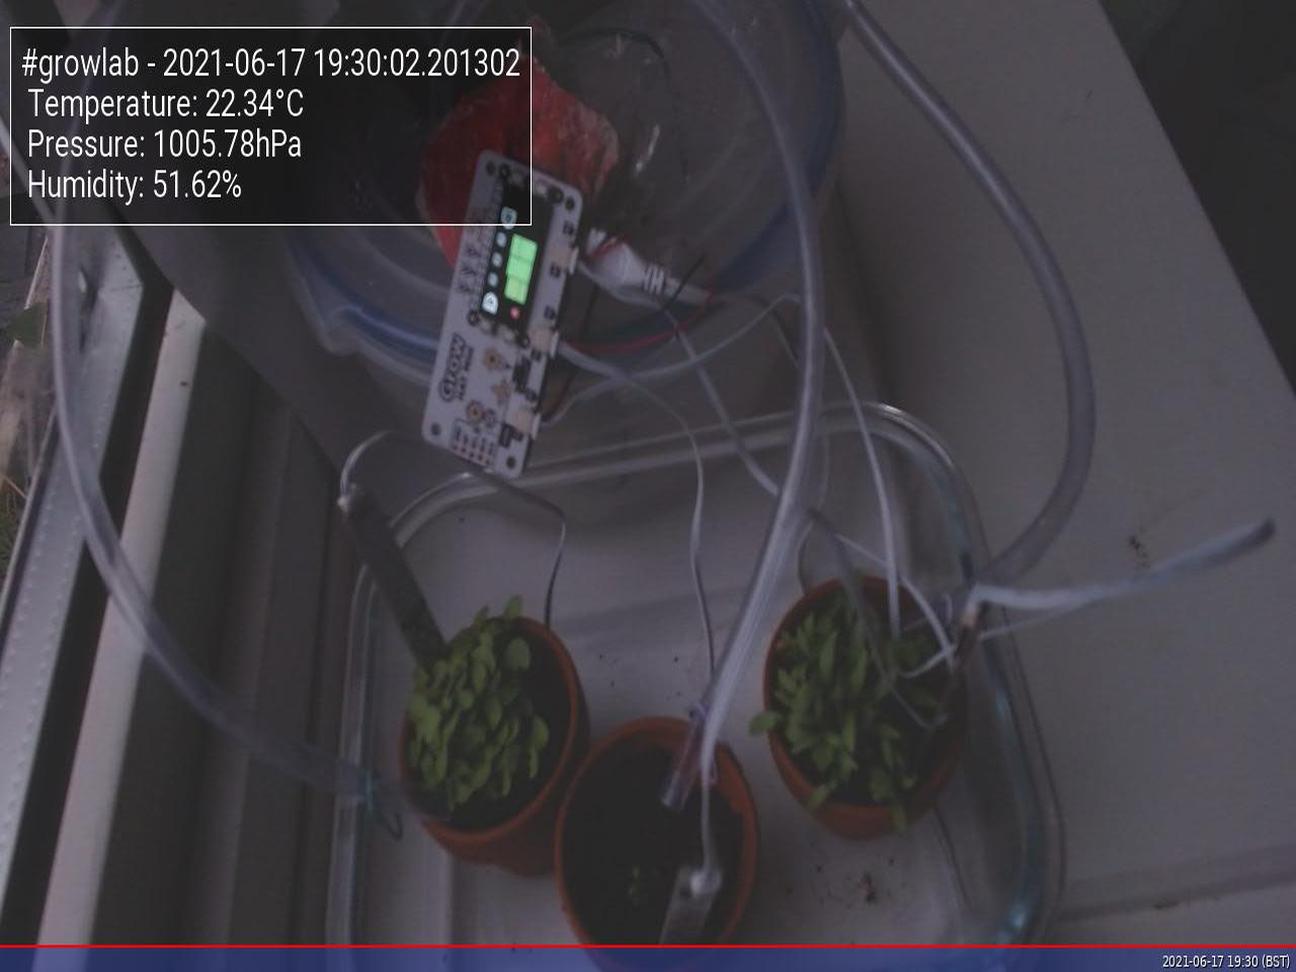 #growlab - 2021-06-17 19:30:02.201302
Temperature: 22.34°C
Pressure: 1005.78hPa
Humidity: 51.62%
GROW
2021-06-17 19:30 (BST)